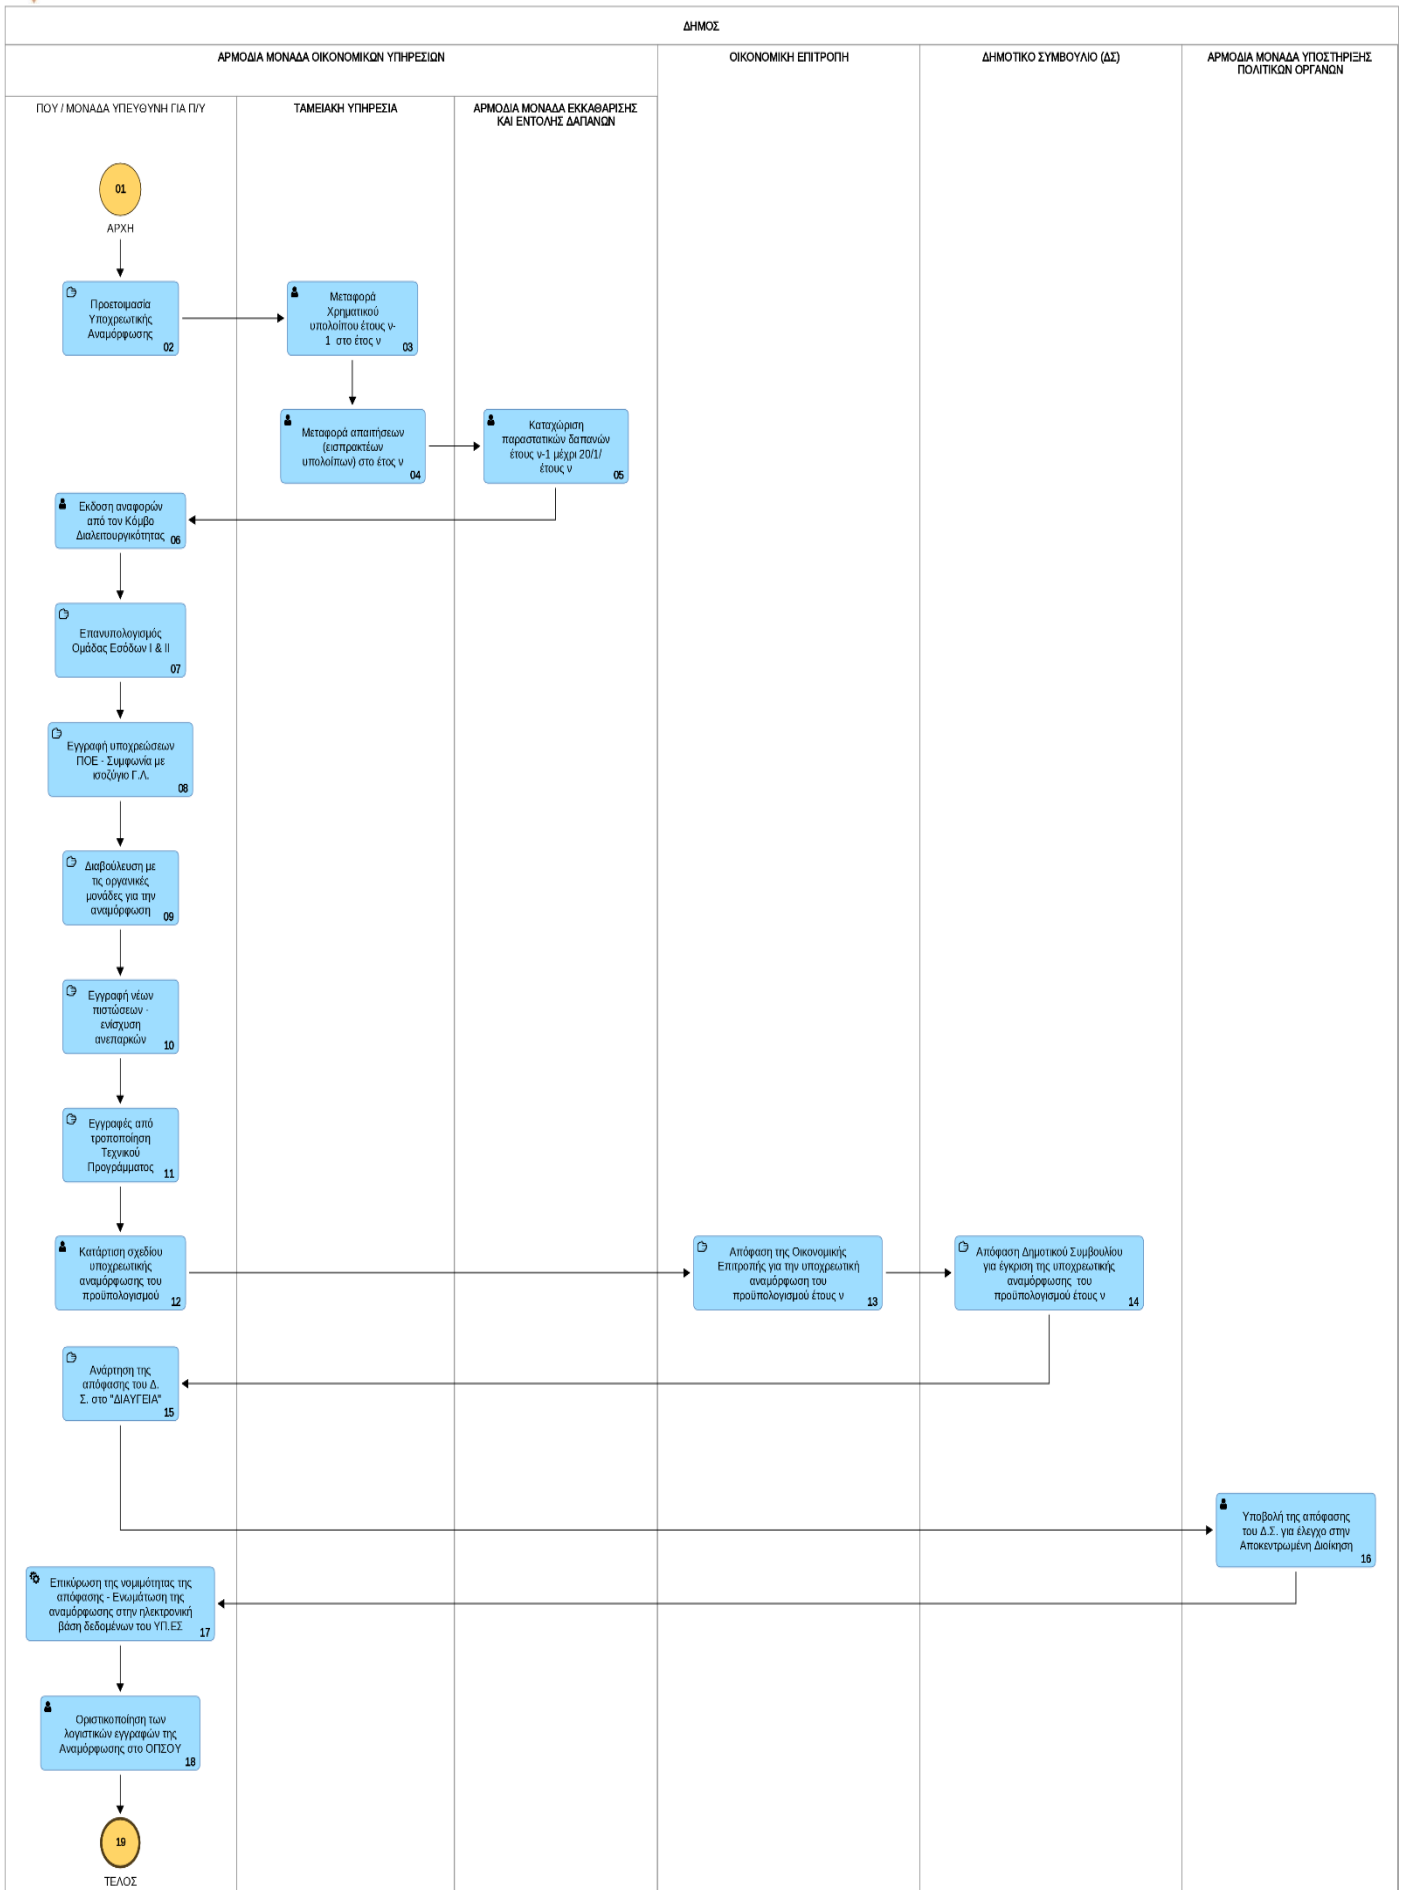 ΔΗΜΟΣ
ΑΡΜΟΔΙΑ ΜΟΝΑΔΑ ΟΙΚΟΝΟΜΙΚΩΝ ΥΠΗΡΕΣΙΩΝ
ΟΙΚΟΝΟΜΙΚΗ ΕΠΙΤΡΟΠΗ
ΔΗΜΟΤΙΚΟ ΣΥΜΒΟΥΛΙΟ (ΔΣ)
ΑΡΜΟΔΙΑ ΜΟΝΑΔΑ ΥΠΟΣΤΗΡΙΞΗΣ
ΠΟΛΙΤΙΚΩΝ ΟΡΓΑΝΩΝ
ΠΟΥ / ΜΟΝΑΔΑ ΥΠΕΥΘΥΝΗ ΓΙΑ Π/Υ
ΤΑΜΕΙΑΚΗ ΥΠΗΡΕΣΙΑ
ΑΡΜΟΔΙΑ ΜΟΝΑΔΑ ΕΚΚΑΘΑΡΙΣΗΣ
ΚΑΙ ΕΝΤΟΛΗΣ ΔΑΠΑΝΩΝ
01
ΑΡΧΗ
Προετοιμασία
Υποχρεωτικής
Αναμόρφωσης
02
Μεταφορά
Χρηματικού
υπολοίπου έτους ν-
1 στο έτος ν
03
Μεταφορά απαιτήσεων
(εισπρακτέων
υπολοίπων) στο έτος ν
04
Καταχώριση
παραστατικών δαπανών
έτους ν-1 μέχρι 20/1/
έτους ν
05
Εκδοση αναφορών
από τον Κόμβο
Διαλειτουργικότητας
06
Επανυπολογισμός
Ομάδας Εσόδων Ι & ΙΙ
07
Εγγραφή υποχρεώσεων
ΠΟΕ - Συμφωνία με
ισοζύγιο Γ.Λ.
08
Διαβούλευση με
τις οργανικές
μονάδες για την
αναμόρφωση
09
Εγγραφή νέων
πιστώσεων -
ενίσχυση
ανεπαρκών
10
Εγγραφές από
τροποποίηση
Τεχνικού
Προγράμματος
11
Κατάρτιση σχεδίου
υποχρεωτικής
αναμόρφωσης του
προϋπολογισμού
12
Απόφαση της Οικονομικής
Επιτροπής για την υποχρεωτική
αναμόρφωση του
προϋπολογισμού έτους ν
13
Απόφαση Δημοτικού Συμβουλίου
για έγκριση της υποχρεωτικής
αναμόρφωσης του
προϋπολογισμού έτους ν
14
Ανάρτηση της
απόφασης του Δ.
Σ. στο "ΔΙΑΥΓΕΙΑ"
15
Υποβολή της απόφασης
του Δ.Σ. για έλεγχο στην
Αποκεντρωμένη Διοίκηση
16
Επικύρωση της νομιμότητας της
απόφασης - Ενωμάτωση της
αναμόρφωσης στην ηλεκτρονική
βάση δεδομένων του ΥΠ.ΕΣ
17
Οριστικοποίηση των
λογιστικών εγγραφών της
Αναμόρφωσης στο ΟΠΣΟΥ
18
19
ΤΕΛΟΣ